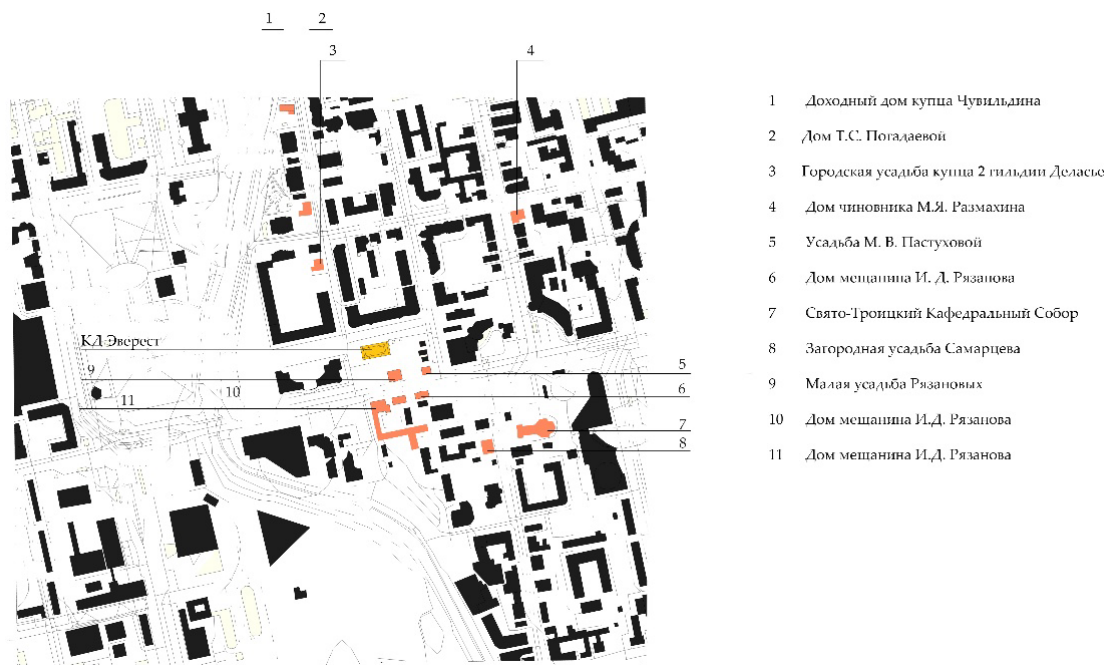 1 2
3 4
КД Эверест
9
10
11
5
6
7
8
1 Доходный дом купца Чувильдина
2 Дом Т.С. Погадаевой
3 Городская усадьба купца 2 гильдии Деласье
4 Дом чиновника М.Я. Размахина
5 Усадьба М. В. Пастуховой
6 Дом мещанина И. Д. Рязанова
7 Свято-Троицкий Кафедральный Собор
8 Загородная усадьба Самарцева
9 Малая усадьба Рязановых
10 Дом мещанина И.Д. Рязанова
11 Дом мещанина И.Д. Рязанова